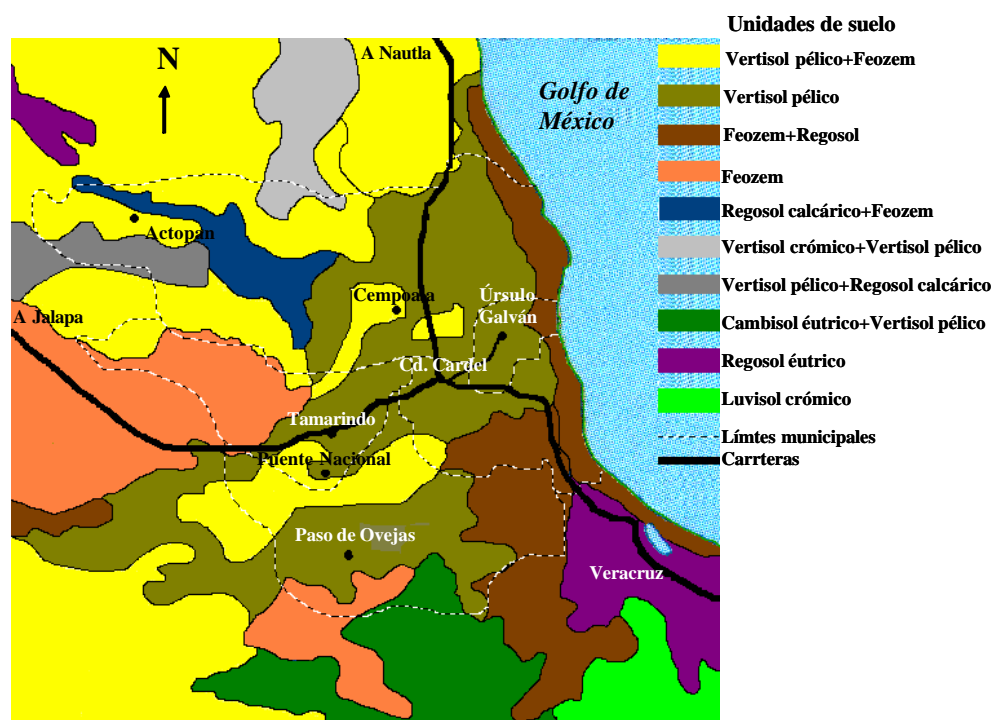 Unidades de suelo
A Nautla
N
Golfo de
México
Vertisol pélico+Feozem
Vertisol pélico
Feozem+Regosol
Feozem
Regosol calcárico+Feozem
Vertisol crómico+Vertisol pélico
Vertisol pélico+Regosol calcárico
Cambisol éutrico+Vertisol pélico
Regosol éutrico
Luvisol crómico
Límtes municipales
Carrteras
Actopan
Cempoala
Úrsulo
Galván
A Jalapa
Cd. Cardel
Tamarindo
Puente Nacional
Paso de Ovejas
Veracruz